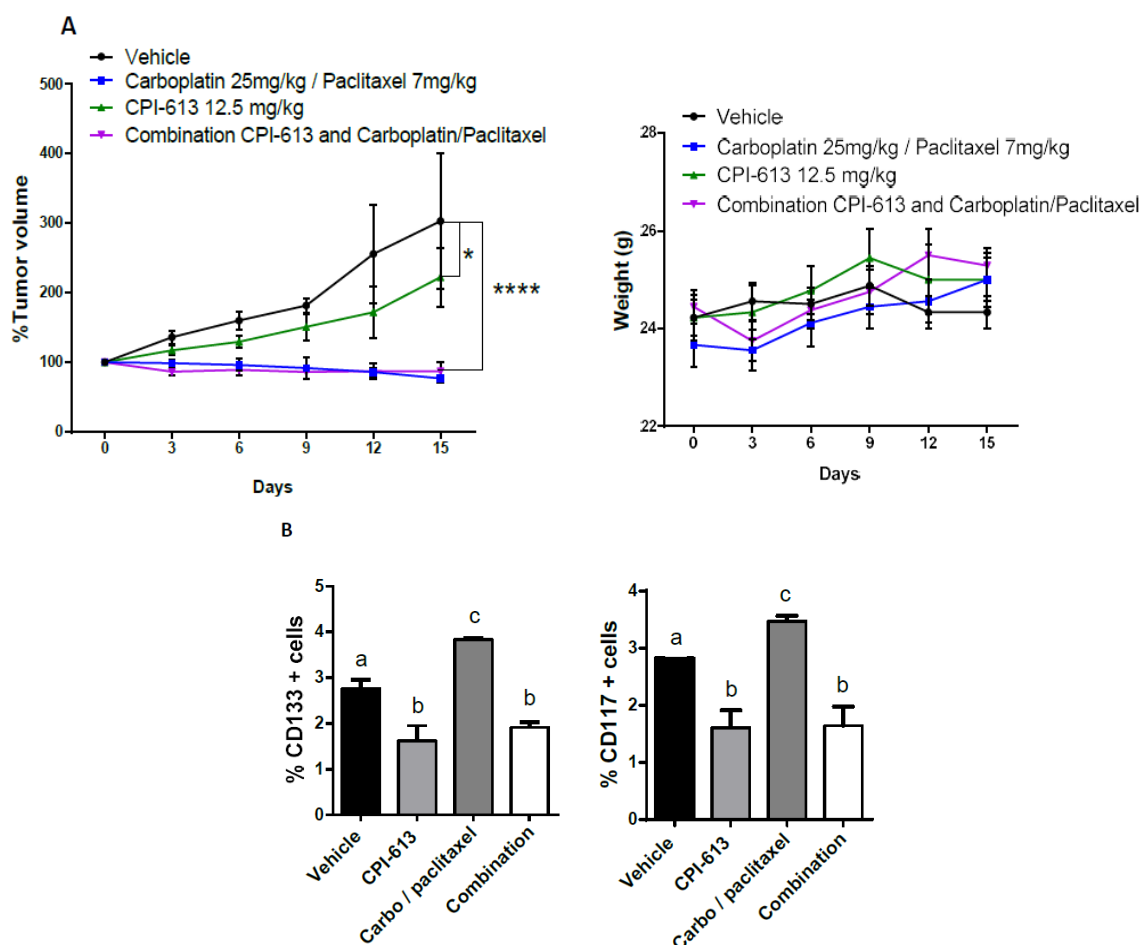 A
Vehicle
Carboplatin 25mg/kg / Paclitaxel 7mg/kg
CPI-613 12.5 mg/kg
Combination CPI-613 and Carboplatin/Paclitaxel
500
400
300
200
100
0
%Tumor volume
*
****
0 3 6 9 12 15
Days
Vehicle
Carboplatin 25mg/kg / Paclitaxel 7mg/kg
CPI-613 12.5 mg/kg
Combination CPI-613 and Carboplatin/Paclitaxel
28
26
24
22
Weight (g)
0 3 6 9 12 15
Days
B
5
4
3
2
1
0
% CD133 + cells
a b c b
Vehicle
CPI-613
Carbo / paclitaxel
Combination
4
3
2
1
0
% CD117 + cells
a b c b
Vehicle
CPI-613
Carbo / paclitaxel
Combination